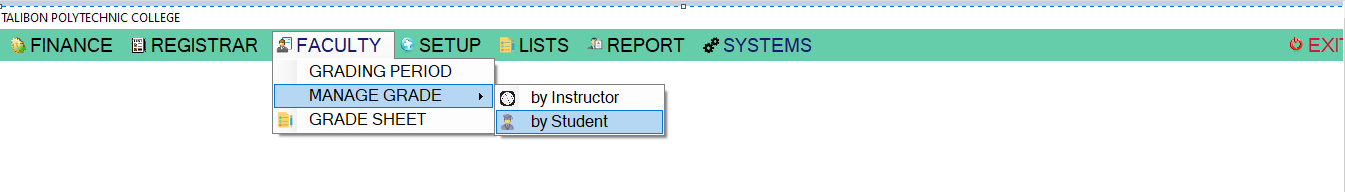 TALIBON POLYTECHNIC COLLEGE
FINANCE REGISTRAR FACULTY SETUP LISTS REPORT SYSTEMS EXIT
GRADING PERIOD
MANAGE GRADE
by Instructor
by Student
GRADE SHEET